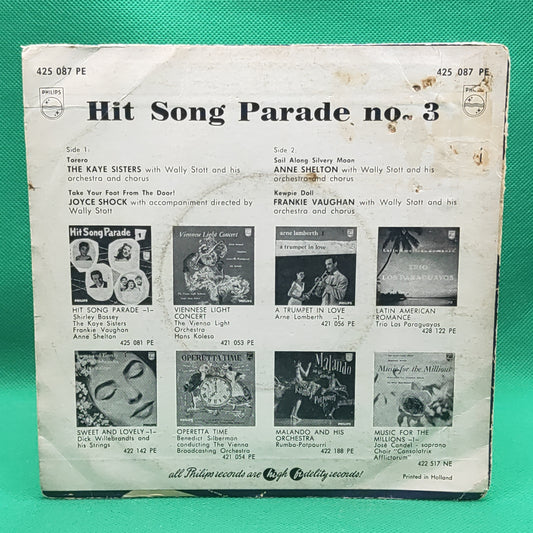 425 087 PE
425 087 PE
PHILIPS
PHILIPS
Hit Song Parade no. 3
Side 1:
Torero
THE KAYE SISTERS with Wally Stott and his
orchestra and chorus
Take Your Foot From The Door!
JOYCE SHOCK with accompaniment directed by
Wally Stott
Side 2:
Sail Along Silvery Moon
ANNE SHELTON with Wally Stott and his
orchestra and chorus
Kewpie Doll
FRANKIE VAUGHAN with Wally Stott and his
orchestra and chorus
Hit Song Parade 1
HIT SONG PARADE -1-
Shirley Bassey
The Kaye Sisters
Frankie Vaughan
Anne Shelton
425 081 PE
Viennese Light Concert
VIENNESE LIGHT
CONCERT
The Vienna Light
Orchestra
Hans Kolesa
421 053 PE
arne lamberth
a trumpet in love
A TRUMPET IN LOVE
Arne Lamberth
421 056 PE
TRIO
LOS PARAGUAYOS
LATIN AMERICAN
ROMANCE
Trio Los Paraguayos
428 122 PE
SWEET AND LOVELY -1-
Dick Willebrandts and
his Strings
422 142 PE
OPERETTA TIME
OPERETTA TIME
Benedict Silberman
conducting The Vienna
Broadcasting Orchestra
421 054 PE
Malando
MALANDO AND HIS
ORCHESTRA
Rumba-Potpourri
422 188 PE
Music for the Millions
MUSIC FOR THE
MILLIONS -1-
José Candel - soprano
Choir "Consolatrix
Afflictorum"
422 517 NE
all Philips records are high fidelity records!
Printed in Holland